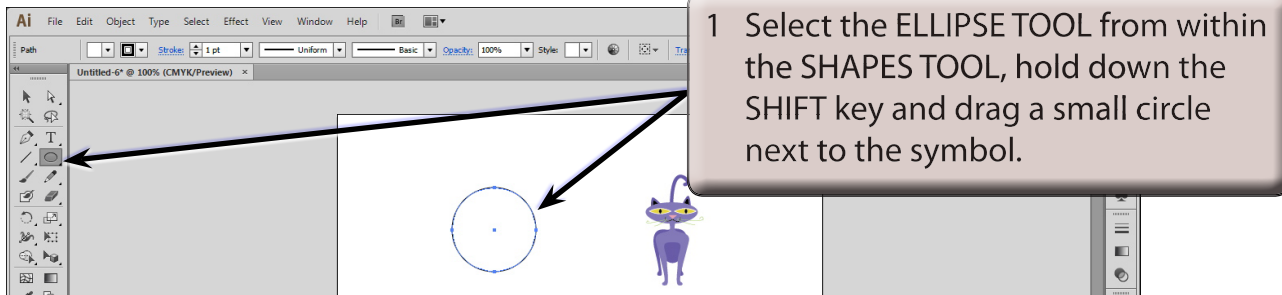 Ai File Edit Object Type Select Effect View Window Help Br
Path Stroke: 1 pt Uniform Basic Opacity: 100% Style: Tra
Untitled-6* @ 100% (CMYK/Preview) ×
1 Select the ELLIPSE TOOL from within
the SHAPES TOOL, hold down the
SHIFT key and drag a small circle
next to the symbol.